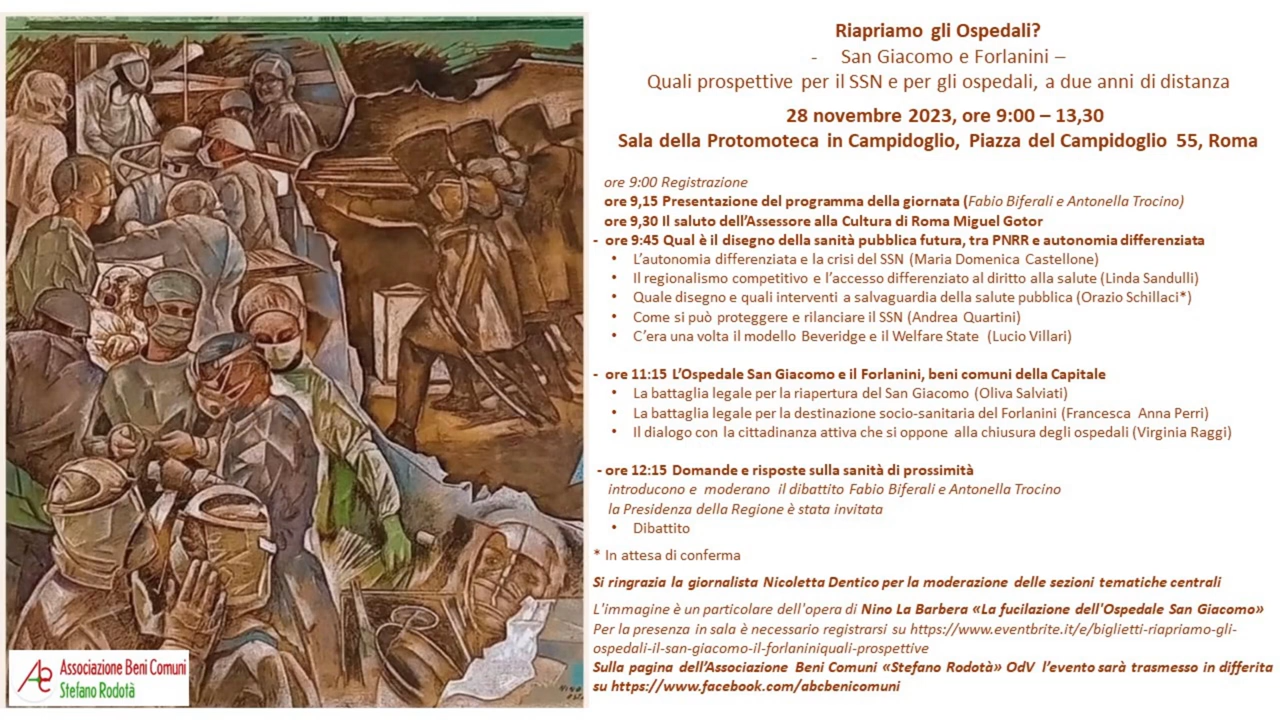 Riapriamo gli Ospedali?
- San Giacomo e Forlanini –
Quali prospettive per il SSN e per gli ospedali, a due anni di distanza
28 novembre 2023, ore 9:00 – 13,30
Sala della Protomoteca in Campidoglio, Piazza del Campidoglio 55, Roma
ore 9:00 Registrazione
ore 9,15 Presentazione del programma della giornata (Fabio Biferali e Antonella Trocino)
ore 9,30 Il saluto dell'Assessore alla Cultura di Roma Miguel Gotor
- ore 9:45 Qual è il disegno della sanità pubblica futura, tra PNRR e autonomia differenziata
• L'autonomia differenziata e la crisi del SSN (Maria Domenica Castellone)
• Il regionalismo competitivo e l'accesso differenziato al diritto alla salute (Linda Sandulli)
• Quale disegno e quali interventi a salvaguardia della salute pubblica (Orazio Schillaci*)
• Come si può proteggere e rilanciare il SSN (Andrea Quartini)
• C'era una volta il modello Beveridge e il Welfare State (Lucio Villari)
- ore 11:15 L'Ospedale San Giacomo e il Forlanini, beni comuni della Capitale
• La battaglia legale per la riapertura del San Giacomo (Oliva Salviati)
• La battaglia legale per la destinazione socio-sanitaria del Forlanini (Francesca Anna Perri)
• Il dialogo con la cittadinanza attiva che si oppone alla chiusura degli ospedali (Virginia Raggi)
- ore 12:15 Domande e risposte sulla sanità di prossimità
introducono e moderano il dibattito Fabio Biferali e Antonella Trocino
la Presidenza della Regione è stata invitata
• Dibattito
* In attesa di conferma
Si ringrazia la giornalista Nicoletta Dentico per la moderazione delle sezioni tematiche centrali
L'immagine è un particolare dell'opera di Nino La Barbera «La fucilazione dell'Ospedale San Giacomo»
Per la presenza in sala è necessario registrarsi su https://www.eventbrite.it/e/biglietti-riapriamo-gli-
ospedali-il-san-giacomo-il-forlaniniquali-prospettive
Sulla pagina dell'Associazione Beni Comuni «Stefano Rodotà» OdV l'evento sarà trasmesso in differita
su https://www.facebook.com/abcbenicomuni
Associazione Beni Comuni
Stefano Rodotà